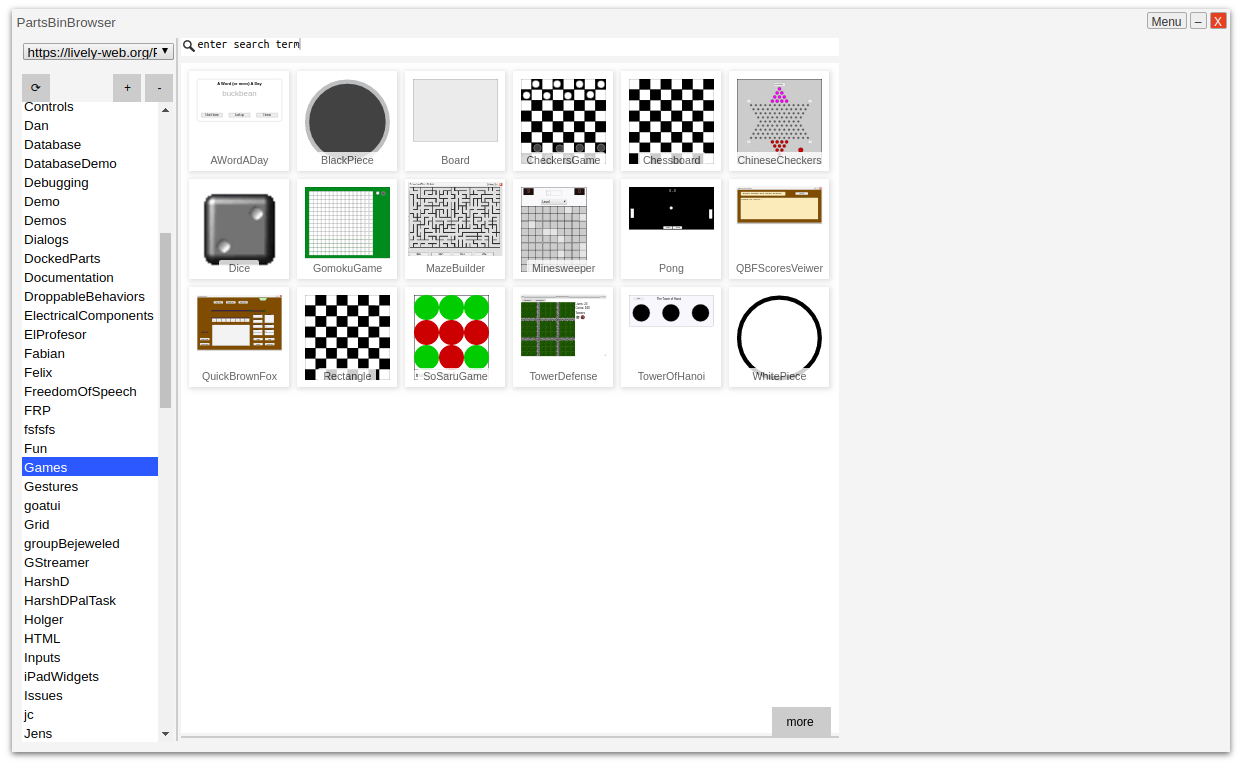 PartsBinBrowser
Menu
–
X
https://lively-web.org/F
enter search term
⟳
+
-
Controls
Dan
Database
DatabaseDemo
Debugging
Demo
Demos
Dialogs
DockedParts
Documentation
DroppableBehaviors
ElectricalComponents
ElProfesor
Fabian
Felix
FreedomOfSpeech
FRP
fsfsfs
Fun
Games
Gestures
goatui
Grid
groupBejeweled
GStreamer
HarshD
HarshDPalTask
Holger
HTML
Inputs
iPadWidgets
Issues
jc
Jens
A Word (or more) A Day
buckbean
AWordADay
BlackPiece
Board
CheckersGame
Chessboard
ChineseCheckers
Dice
GomokuGame
MazeBuilder
Minesweeper
Pong
QBFScoresVeiwer
QuickBrownFox
Rectangle
SoSaruGame
TowerDefense
The Tower of Hanoi
TowerOfHanoi
WhitePiece
more